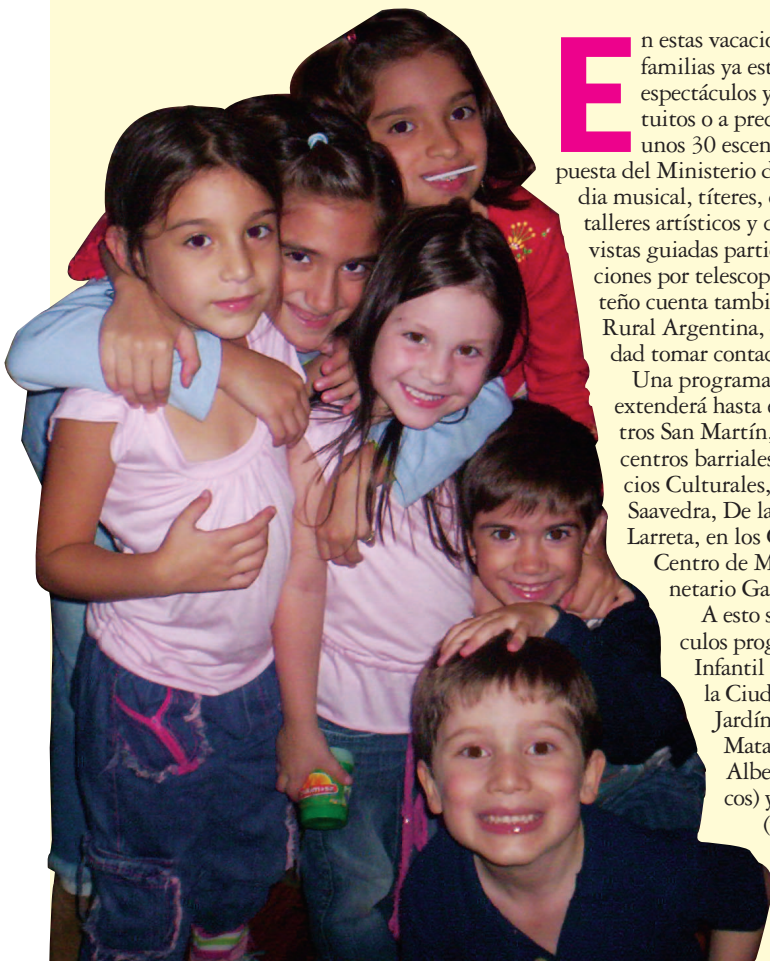 En estas vacacio
familias ya est
espectáculos y
tuitos o a prec
unos 30 escen
puesta del Ministerio d
dia musical, títeres,
talleres artísticos y
vistas guiadas partic
ciones por telescop
teño cuenta tambi
Rural Argentina,
dad tomar contac
Una programa
extenderá hasta
tros San Martín,
centros barriales
cios Culturales,
Saavedra, De la
Larreta, en los
Centro de M
netario Ga
A esto s
culos prog
Infantil
la Ciud
Jardín
Mata
Albe
cos) y
(